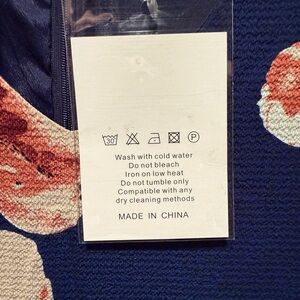 30
P
Wash with cold water
Do not bleach
Iron on low heat
Do not tumble only
Compatible with any
dry cleaning methods
MADE IN CHINA